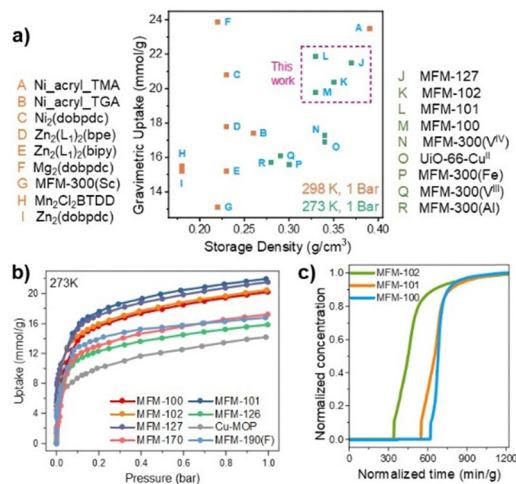 a)
Gravimetric Uptake (mmol/g)
24
22
20
18
16
14
0.20
0.25
0.30
0.35
0.40
Storage Density (g/cm³)
F
A
C
L
J
K
M
This
work
D
B
N
O
H
I
E
Q
R
P
G
298 K, 1 Bar
273 K, 1 Bar
A Ni_acryl_TMA
B Ni_acryl_TGA
C Ni₂(dobpdc)
D Zn₂(L₁)₂(bpe)
E Zn₂(L₁)₂(bipy)
F Mg₂(dobpdc)
G MFM-300(Sc)
H Mn₂Cl₂BTDD
I Zn₂(dobpdc)
J MFM-127
K MFM-102
L MFM-101
M MFM-100
N MFM-300(Vᴵⱽ)
O UiO-66-Cuᴵᴵ
P MFM-300(Fe)
Q MFM-300(Vᴵᴵᴵ)
R MFM-300(Al)
b)
273K
Uptake (mmol/g)
20
16
12
8
4
0
0.0
0.2
0.4
0.6
0.8
1.0
Pressure (bar)
MFM-100 MFM-101
MFM-102 MFM-126
MFM-127 Cu-MOP
MFM-170 MFM-190(F)
c)
Normalized concentration
1.0
0.8
0.6
0.4
0.2
0.0
0
300
600
900
1200
Normalized time (min/g)
MFM-102
MFM-101
MFM-100